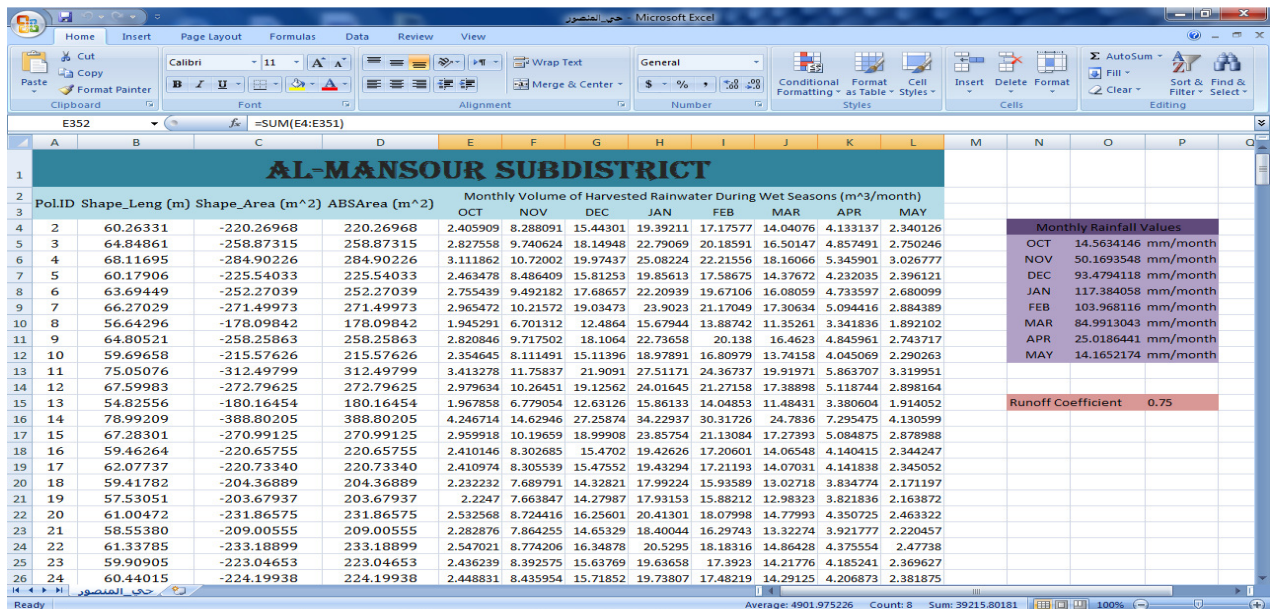 حي_المنصور - Microsoft Excel
Home Insert Page Layout Formulas Data Review View
Paste Cut Copy Format Painter Clipboard
Calibri 11 Font
Wrap Text Merge & Center Alignment
General Number
Conditional Formatting Format as Table Cell Styles Styles
Insert Delete Format Cells
AutoSum Fill Clear Sort & Filter Find & Select Editing
E352 fx =SUM(E4:E351)
A B C D E F G H I J K L M N O P Q
1 AL-MANSOUR SUBDISTRICT
2 Pol.ID Shape_Leng (m) Shape_Area (m^2) ABSArea (m^2) Monthly Volume of Harvested Rainwater During Wet Seasons (m^3/month)
3 OCT NOV DEC JAN FEB MAR APR MAY
4 2 60.26331 -220.26968 220.26968 2.405909 8.288091 15.44301 19.39211 17.17577 14.04076 4.133137 2.340126 Monthly Rainfall Values
5 3 64.84861 -258.87315 258.87315 2.827558 9.740624 18.14948 22.79069 20.18591 16.50147 4.857491 2.750246 OCT 14.5634146 mm/month
6 4 68.11695 -284.90226 284.90226 3.111862 10.72002 19.97437 25.08224 22.21556 18.16066 5.345901 3.026777 NOV 50.1693548 mm/month
7 5 60.17906 -225.54033 225.54033 2.463478 8.486409 15.81253 19.85613 17.58675 14.37672 4.232035 2.396121 DEC 93.4794118 mm/month
8 6 63.69449 -252.27039 252.27039 2.755439 9.492182 17.68657 22.20939 19.67106 16.08059 4.733597 2.680099 JAN 117.384058 mm/month
9 7 66.27029 -271.49973 271.49973 2.965472 10.21572 19.03473 23.9023 21.17049 17.30634 5.094416 2.884389 FEB 103.968116 mm/month
10 8 56.64296 -178.09842 178.09842 1.945291 6.701312 12.4864 15.67944 13.88742 11.35261 3.341836 1.892102 MAR 84.9913043 mm/month
11 9 64.80521 -258.25863 258.25863 2.820846 9.717502 18.1064 22.73658 20.138 16.4623 4.845961 2.743717 APR 25.0186441 mm/month
12 10 59.69658 -215.57626 215.57626 2.354645 8.111491 15.11396 18.97891 16.80979 13.74158 4.045069 2.290263 MAY 14.1652174 mm/month
13 11 75.05076 -312.49799 312.49799 3.413278 11.75837 21.9091 27.51171 24.36737 19.91971 5.863707 3.319951
14 12 67.59983 -272.79625 272.79625 2.979634 10.26451 19.12562 24.01645 21.27158 17.38898 5.118744 2.898164
15 13 54.82556 -180.16454 180.16454 1.967858 6.779054 12.63126 15.86133 14.04853 11.48431 3.380604 1.914052 Runoff Coefficient 0.75
16 14 78.99209 -388.80205 388.80205 4.246714 14.62946 27.25874 34.22937 30.31726 24.7836 7.295475 4.130599
17 15 67.28301 -270.99125 270.99125 2.959918 10.19659 18.99908 23.85754 21.13084 17.27393 5.084875 2.878988
18 16 59.46264 -220.65755 220.65755 2.410146 8.302685 15.4702 19.42626 17.20601 14.06548 4.140415 2.344247
19 17 62.07737 -220.73340 220.73340 2.410974 8.305539 15.47552 19.43294 17.21193 14.07031 4.141838 2.345052
20 18 59.41782 -204.36889 204.36889 2.232232 7.689791 14.32821 17.99224 15.93589 13.02718 3.834774 2.171197
21 19 57.53051 -203.67937 203.67937 2.2247 7.663847 14.27987 17.93153 15.88212 12.98323 3.821836 2.163872
22 20 61.00472 -231.86575 231.86575 2.532568 8.724416 16.25601 20.41301 18.07998 14.77993 4.350725 2.463322
23 21 58.55380 -209.00555 209.00555 2.282876 7.864255 14.65329 18.40044 16.29743 13.32274 3.921777 2.220457
24 22 61.33785 -233.18899 233.18899 2.547021 8.774206 16.34878 20.5295 18.18316 14.86428 4.375554 2.47738
25 23 59.90905 -223.04653 223.04653 2.436239 8.392575 15.63769 19.63658 17.3923 14.21776 4.185241 2.369627
26 24 60.44015 -224.19938 224.19938 2.448831 8.435954 15.71852 19.73807 17.48219 14.29125 4.206873 2.381875
حي_المنصور
Ready Average: 4901.975226 Count: 8 Sum: 39215.80181 100%